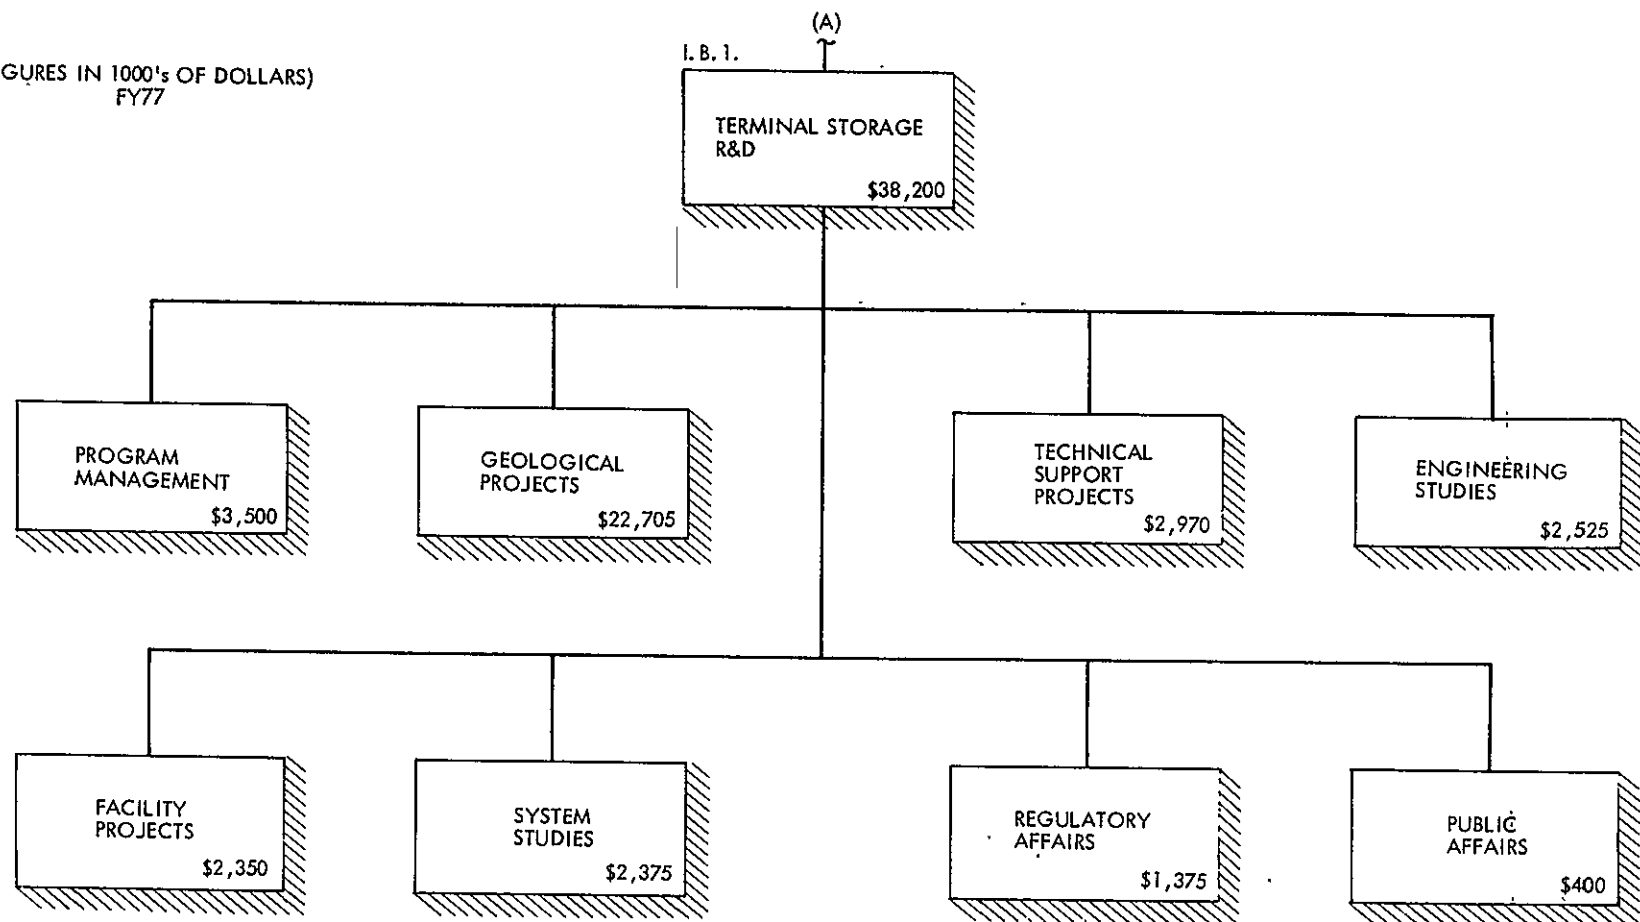 (A)
I. B. 1.
GURES IN 1000's OF DOLLARS)
FY77
TERMINAL STORAGE
R&D
$38,200
PROGRAM
MANAGEMENT
$3,500
GEOLOGICAL
PROJECTS
$22,705
TECHNICAL
SUPPORT
PROJECTS
$2,970
ENGINEERING
STUDIES
$2,525
FACILITY
PROJECTS
$2,350
SYSTEM
STUDIES
$2,375
REGULATORY
AFFAIRS
$1,375
PUBLIC
AFFAIRS
$400